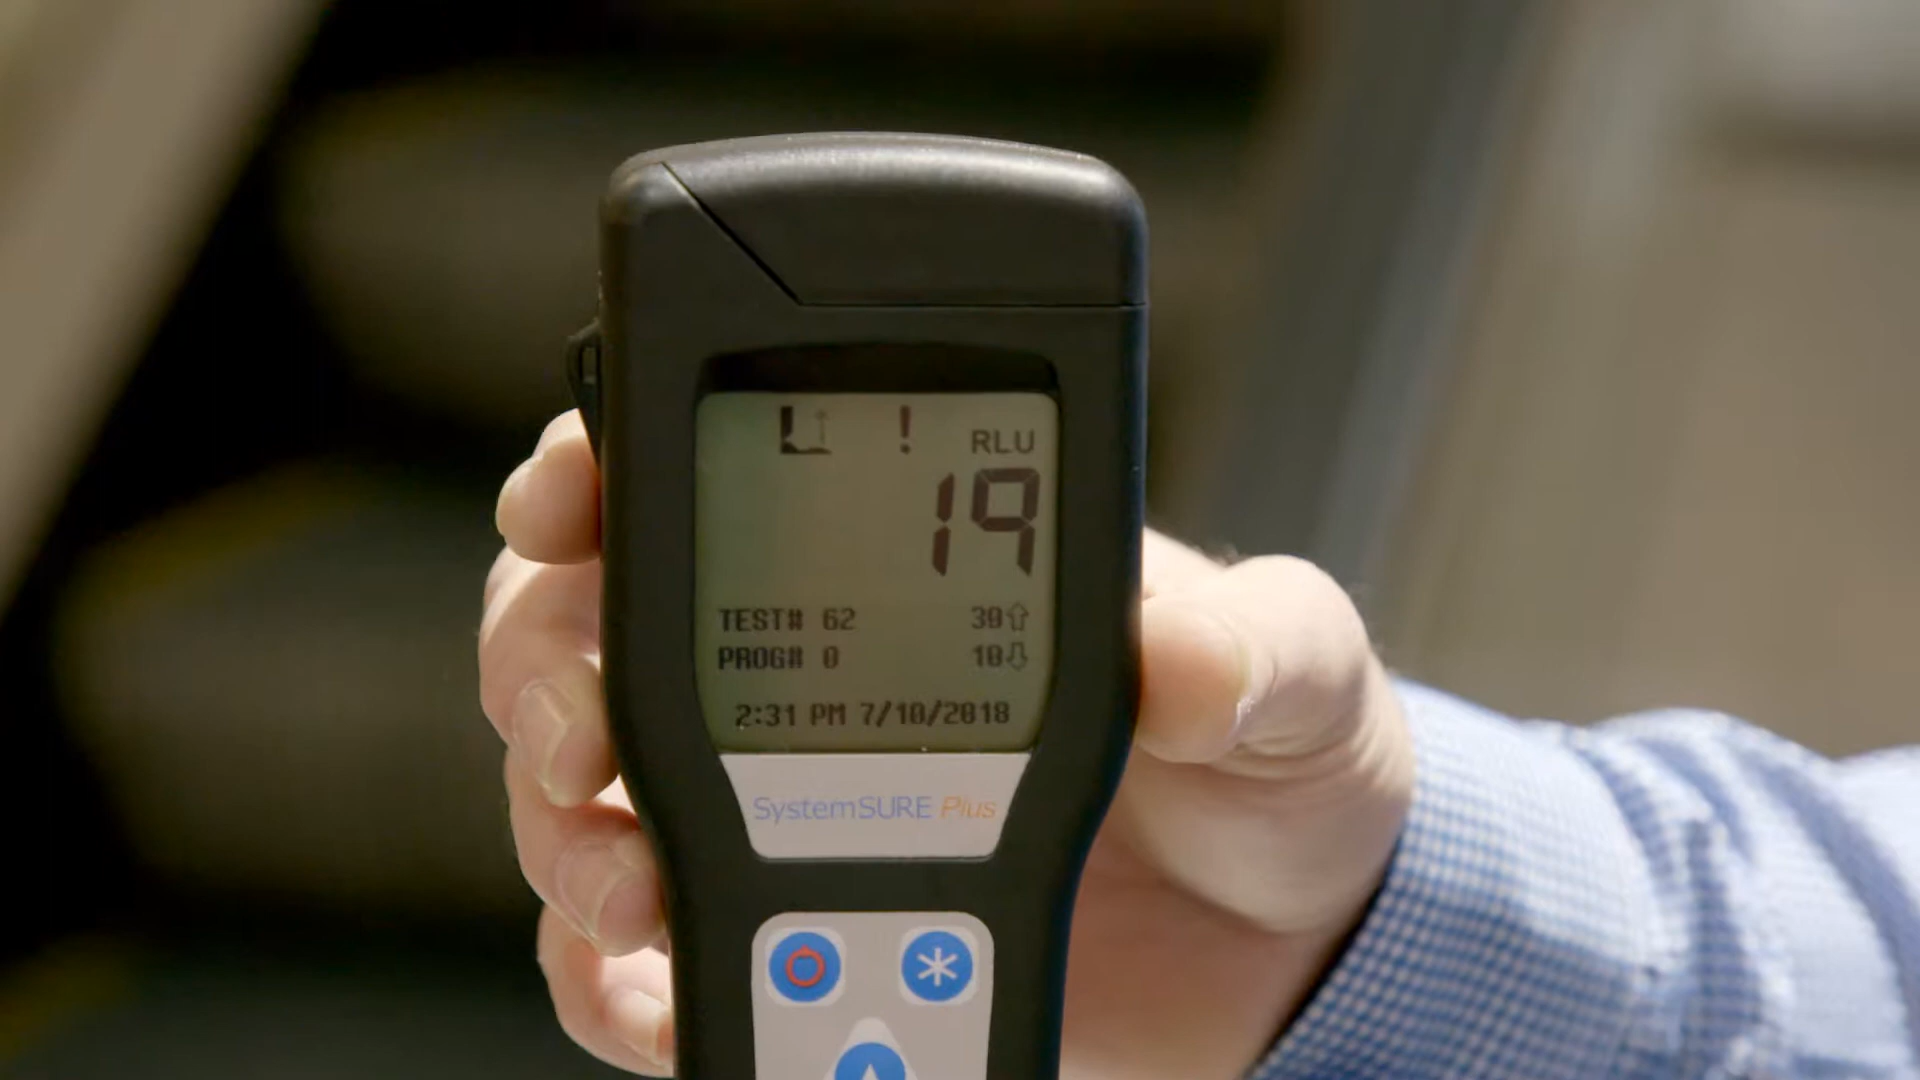 ! RLU
19
TEST# 62 30
PROG# 0 10
2:31 PM 7/10/2018
SystemSURE Plus